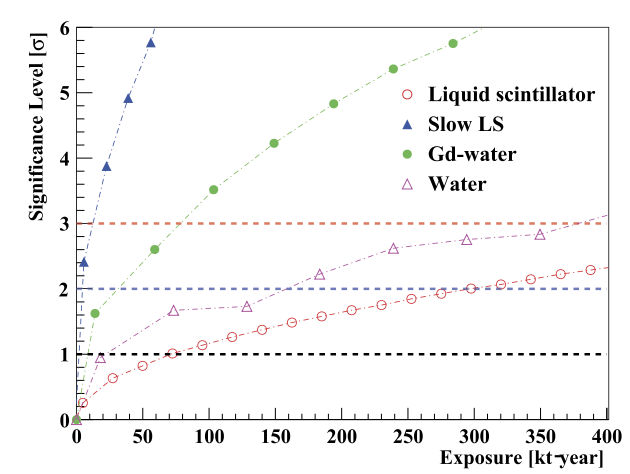 Significance Level [σ]
6
5
4
3
2
1
0
Liquid scintillator
Slow LS
Gd-water
Water
0 50 100 150 200 250 300 350 400
Exposure [kt-year]